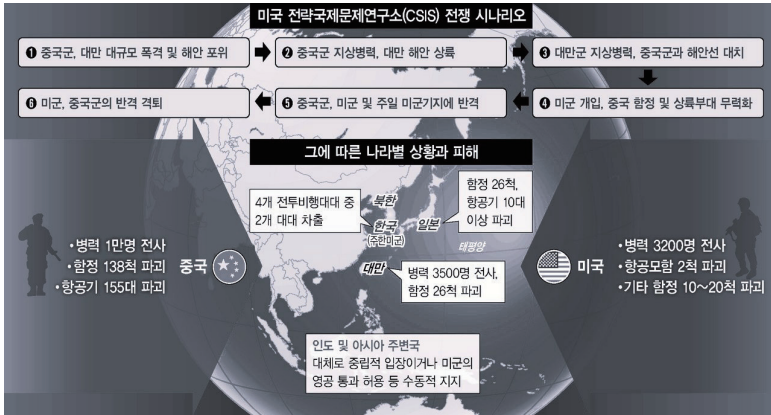 미국 전략국제문제연구소(CSIS) 전쟁 시나리오
❶ 중국군, 대만 대규모 폭격 및 해안 포위
❷ 중국군 지상병력, 대만 해안 상륙
❸ 대만군 지상병력, 중국군과 해안선 대치
❹ 미군 개입, 중국 함정 및 상륙부대 무력화
❺ 중국군, 미군 및 주일 미군기지에 반격
❻ 미군, 중국군의 반격 격퇴
그에 따른 나라별 상황과 피해
4개 전투비행대대 중
2개 대대 차출
북한
한국
(주한미군)
일본
함정 26척,
항공기 10대
이상 파괴
태평양
•병력 1만명 전사
•함정 138척 파괴
•항공기 155대 파괴
중국
대만
병력 3500명 전사,
함정 26척 파괴
미국
•병력 3200명 전사
•항공모함 2척 파괴
•기타 함정 10～20척 파괴
인도 및 아시아 주변국
대체로 중립적 입장이거나 미군의
영공 통과 허용 등 수동적 지지